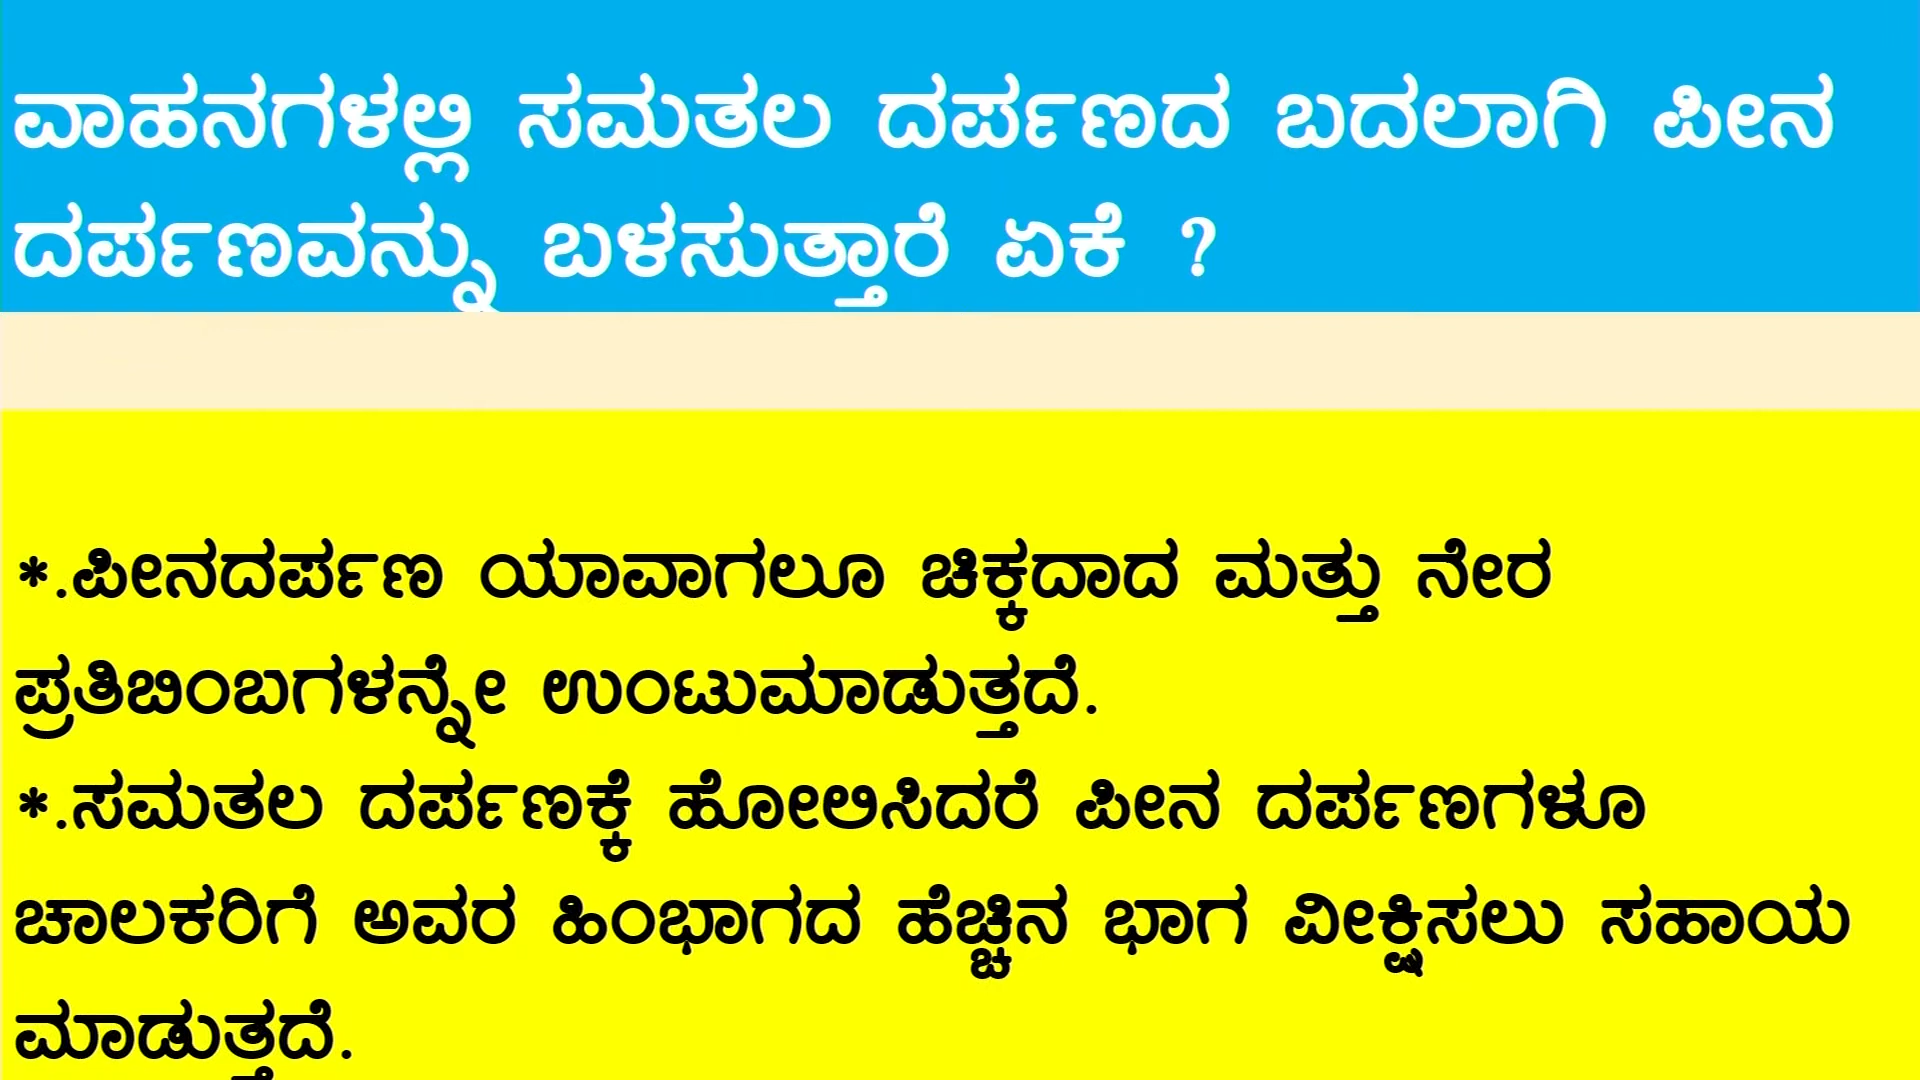 ವಾಹನಗಳಲ್ಲಿ ಸಮತಲ ದರ್ಪಣದ ಬದಲಾಗಿ ಪೀನ
ದರ್ಪಣವನ್ನು ಬಳಸುತ್ತಾರೆ ಏಕೆ ?
*.ಪೀನದರ್ಪಣ ಯಾವಾಗಲೂ ಚಿಕ್ಕದಾದ ಮತ್ತು ನೇರ
ಪ್ರತಿಬಿಂಬಗಳನ್ನೇ ಉಂಟುಮಾಡುತ್ತದೆ.
*.ಸಮತಲ ದರ್ಪಣಕ್ಕೆ ಹೋಲಿಸಿದರೆ ಪೀನ ದರ್ಪಣಗಳೂ
ಚಾಲಕರಿಗೆ ಅವರ ಹಿಂಭಾಗದ ಹೆಚ್ಚಿನ ಭಾಗ ವೀಕ್ಷಿಸಲು ಸಹಾಯ
ಮಾಡುತ್ತದೆ.